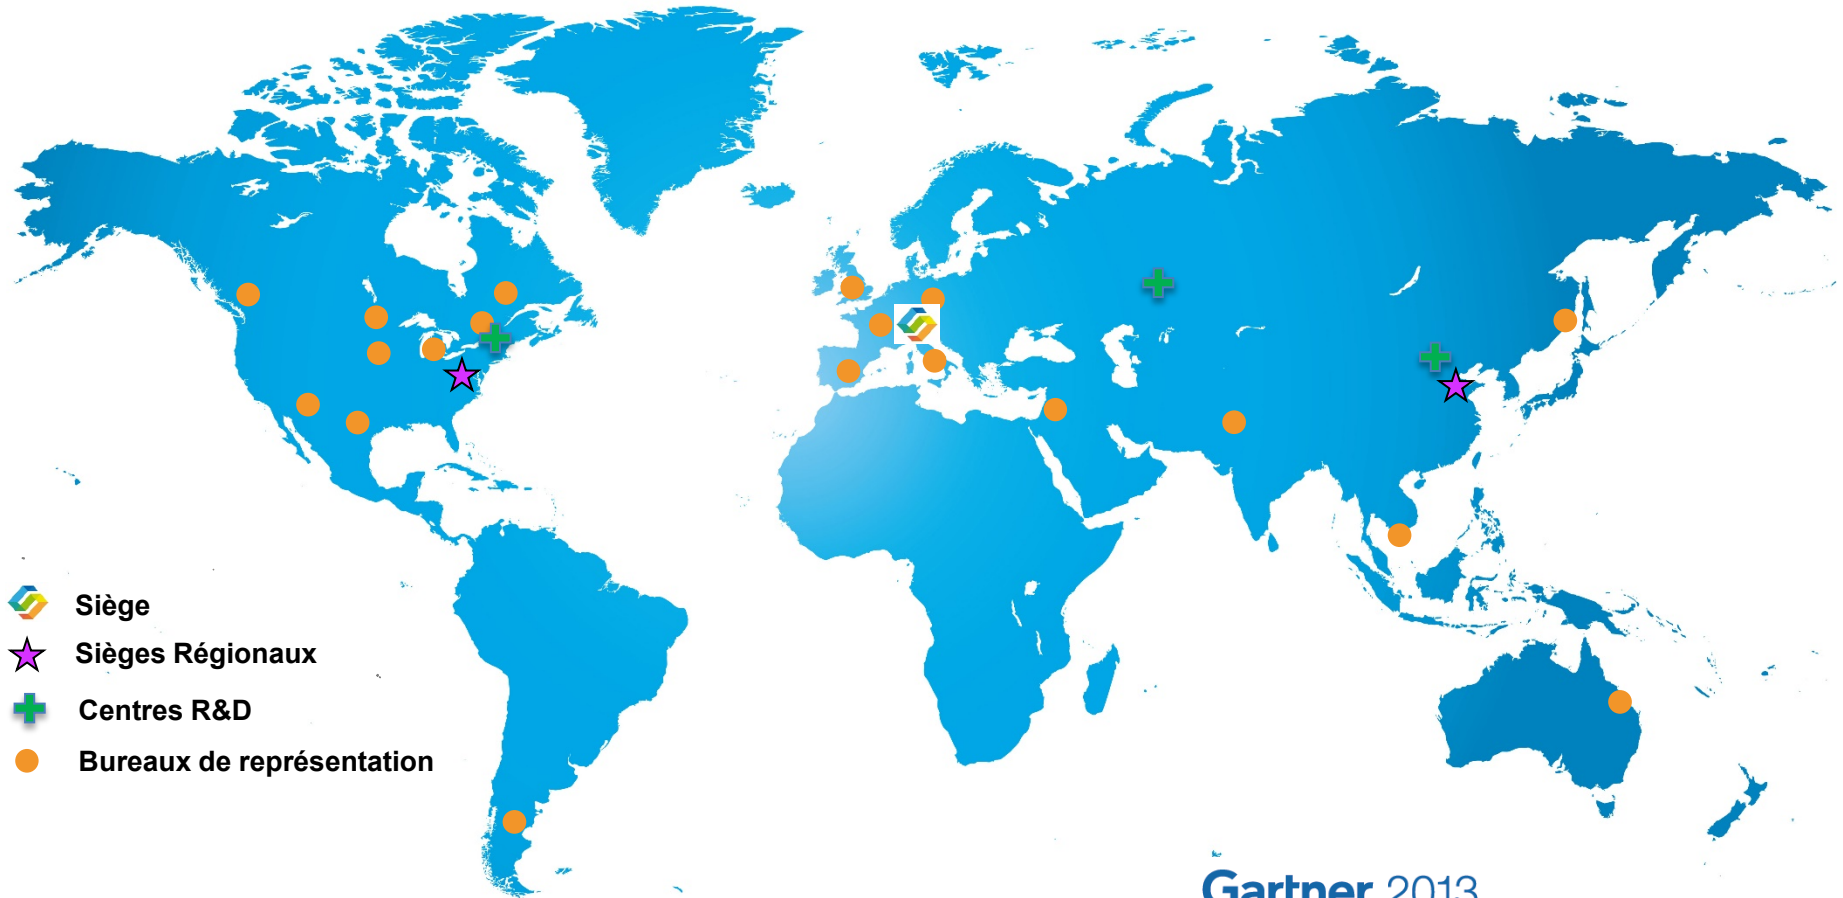 Siège
Sièges Régionaux
Centres R&D
Bureaux de représentation
Gartner 2013